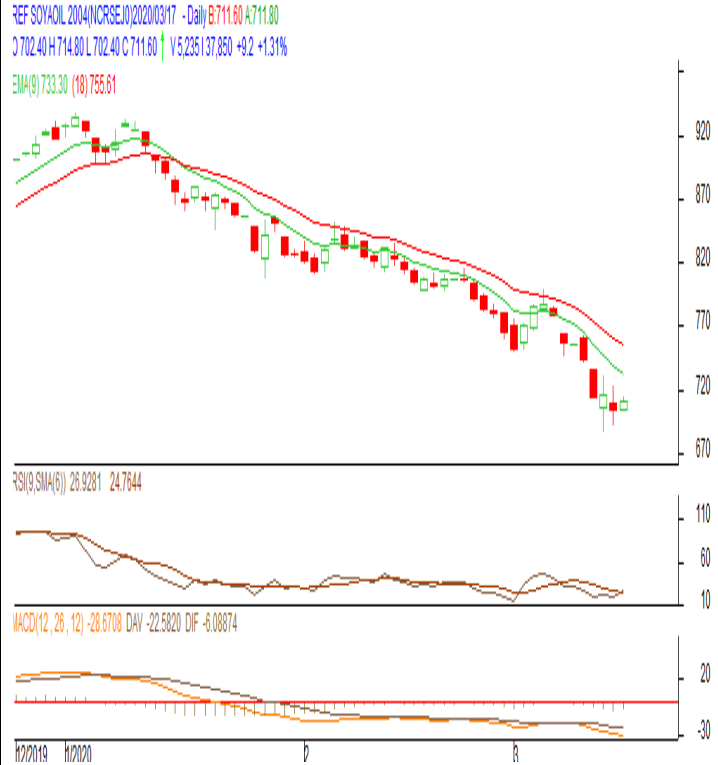 REF SOYAOIL 2004(NCRSEJ0)2020/03/17 - Daily B:711.60 A:711.80
O 702.40 H 714.80 L 702.40 C 711.60 V 5,235 I 37,850 +9.2 +1.31%
EMA(9) 733.30 (18) 755.61
920
870
820
770
720
670
RSI(9,SMA(6)) 26.9281 24.7644
110
60
10
MACD(12 , 26 , 12) -28.6708 DAV -22.5820 DIF -6.08874
20
-30
12/2019 1/2020 2 3